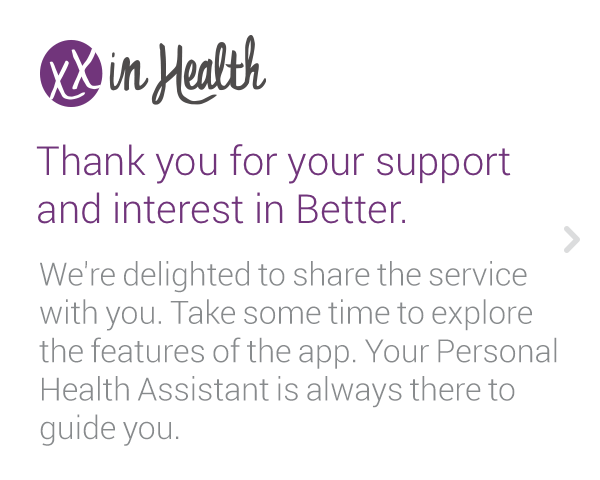 XX in Health
Thank you for your support
and interest in Better.
We're delighted to share the service
with you. Take some time to explore
the features of the app. Your Personal
Health Assistant is always there to
guide you.